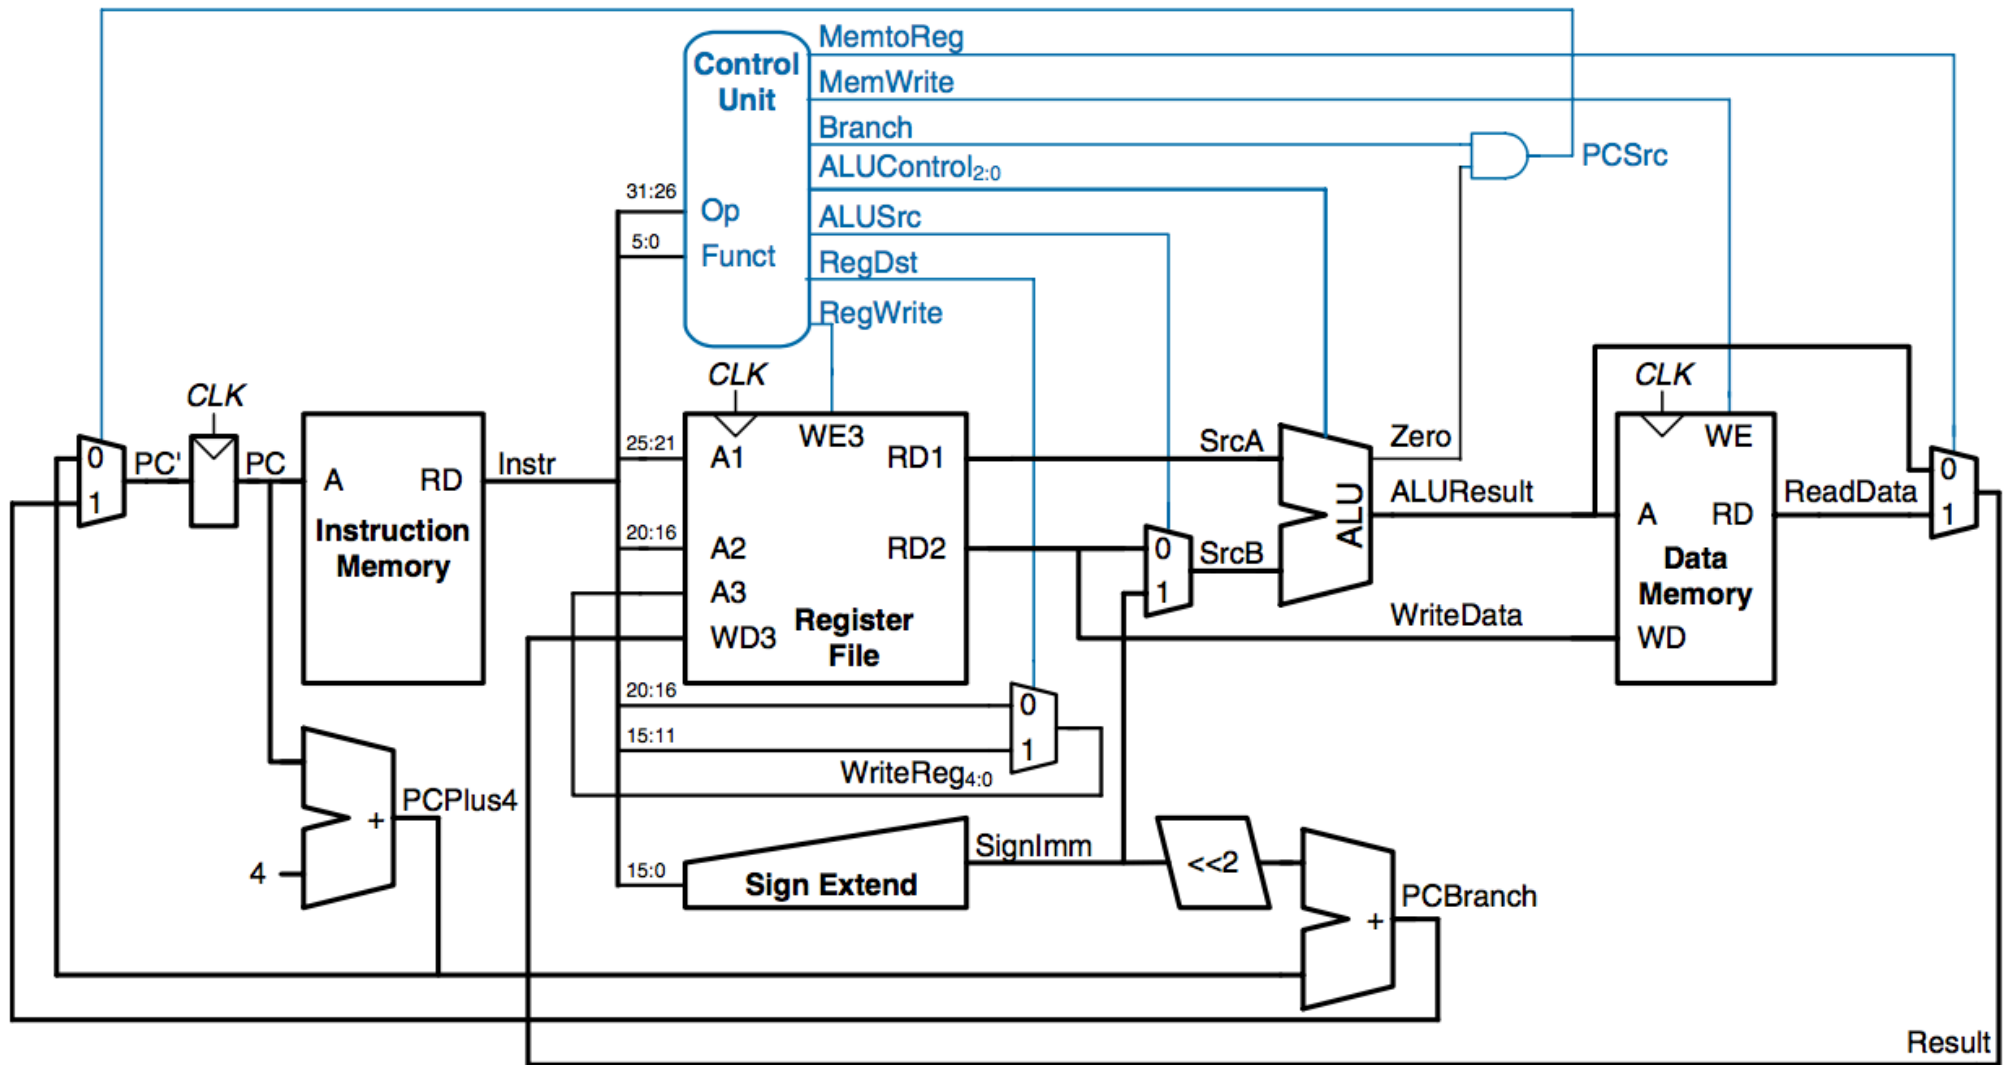 MemtoReg
Control
Unit
MemWrite
Branch
ALUControl2:0
PCSrc
31:26
Op
ALUSrc
5:0
Funct
RegDst
RegWrite
CLK
CLK
CLK
0
1
PC'
PC
A
RD
Instruction
Memory
Instr
25:21
A1
WE3
RD1
20:16
A2
RD2
A3
WD3
Register
File
SrcA
0
1
SrcB
ALU
Zero
ALUResult
WriteData
WE
A
RD
Data
Memory
WD
ReadData
0
1
20:16
0
15:11
1
WriteReg4:0
PCPlus4
+
4
15:0
Sign Extend
SignImm
<<2
+
PCBranch
Result